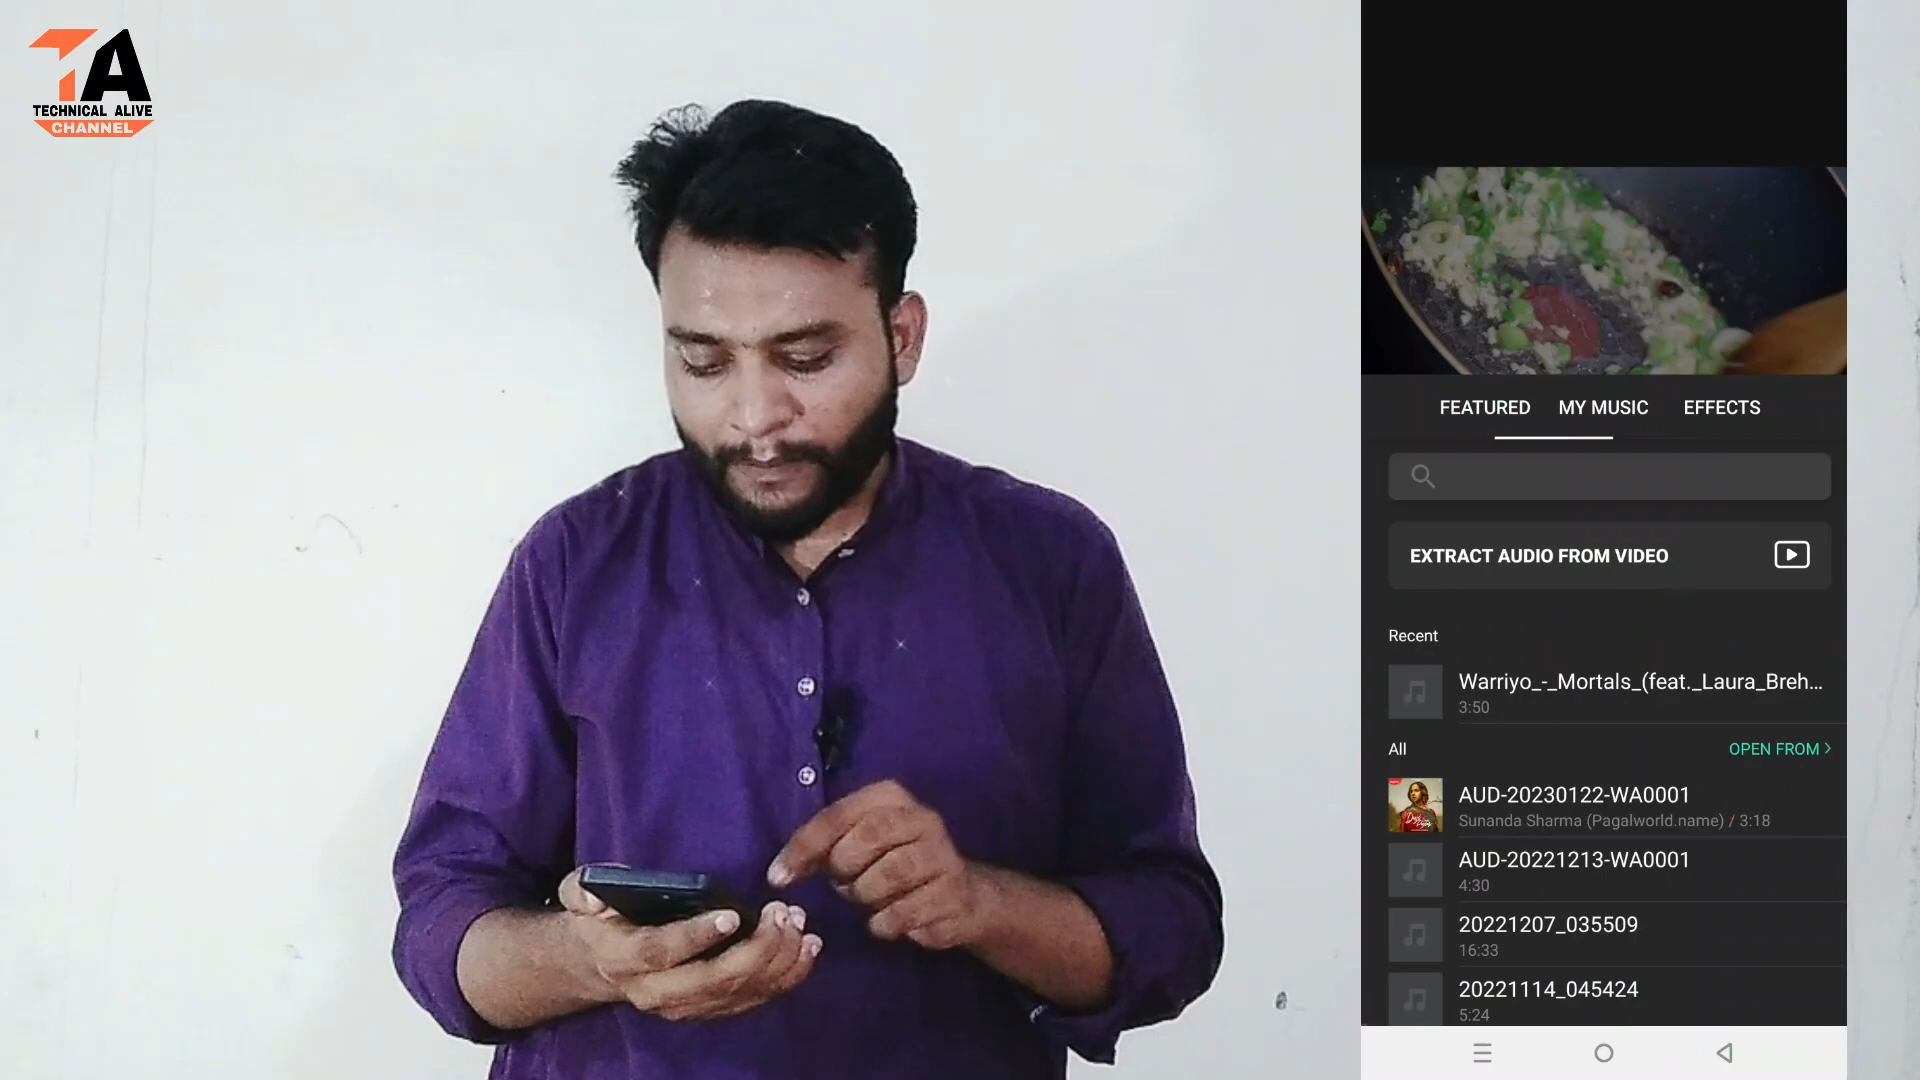 TA
TECHNICAL ALIVE
CHANNEL
FEATURED MY MUSIC EFFECTS
EXTRACT AUDIO FROM VIDEO
Recent
Warriyo_-_Mortals_(feat._Laura_Breh...
3:50
All OPEN FROM >
AUD-20230122-WA0001
Sunanda Sharma (Pagalworld.name) / 3:18
AUD-20221213-WA0001
4:30
20221207_035509
16:33
20221114_045424
5:24